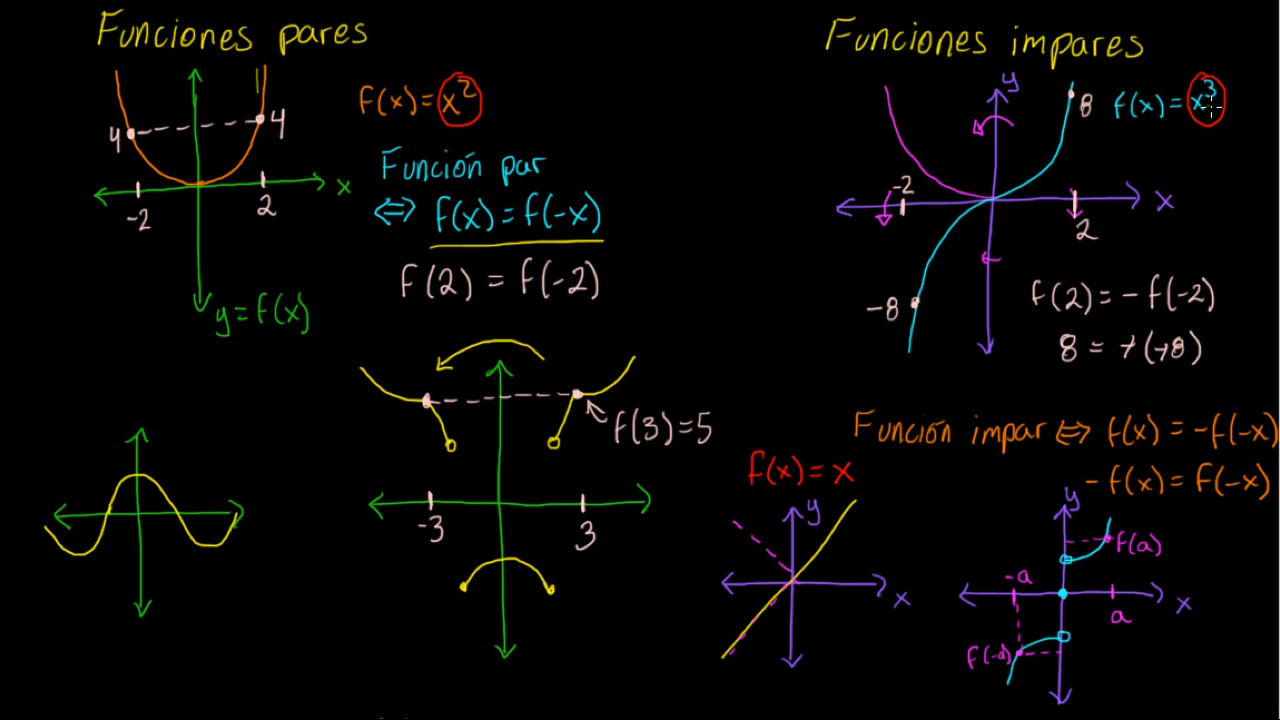 Funciones pares
f(x) = x²
4
4
-2
2
x
y = f(x)
Función par
⇔ f(x) = f(-x)
f(2) = f(-2)
f(3) = 5
-3
3
Funciones impares
y
8
f(x) = x³
-2
x
2
-8
f(2) = -f(-2)
8 = +(+8)
Función impar ⇔ f(x) = -f(-x)
-f(x) = f(-x)
f(x) = x
y
x
y
f(a)
-a
x
a
f(-a)